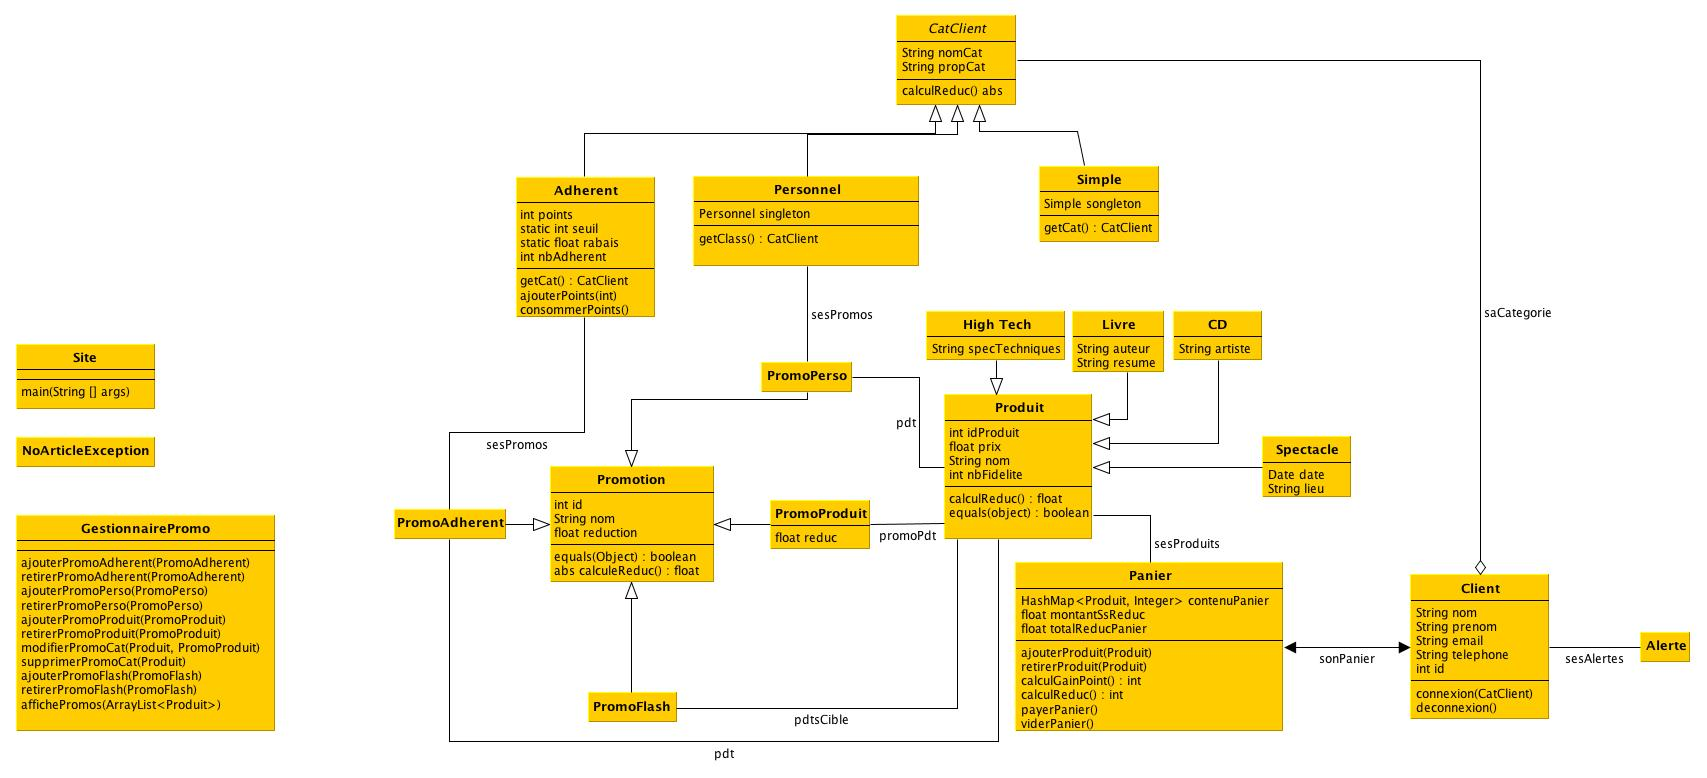 CatClient
String nomCat
String propCat
calculReduc() abs
Adherent
int points
static int seuil
static float rabais
int nbAdherent
getCat() : CatClient
ajouterPoints(int)
consommerPoints()
Personnel
Personnel singleton
getClass() : CatClient
Simple
Simple songleton
getCat() : CatClient
saCategorie
sesPromos
High Tech
String specTechniques
Livre
String auteur
String resume
CD
String artiste
Site
main(String [] args)
PromoPerso
pdt
Produit
int idProduit
float prix
String nom
int nbFidelite
calculReduc() : float
equals(object) : boolean
Spectacle
Date date
String lieu
NoArticleException
sesPromos
Promotion
int id
String nom
float reduction
equals(Object) : boolean
abs calculeReduc() : float
PromoAdherent
PromoProduit
float reduc
promoPdt
sesProduits
GestionnairePromo
ajouterPromoAdherent(PromoAdherent)
retirerPromoAdherent(PromoAdherent)
ajouterPromoPerso(PromoPerso)
retirerPromoPerso(PromoPerso)
ajouterPromoProduit(PromoProduit)
retirerPromoProduit(PromoProduit)
modifierPromoCat(Produit, PromoProduit)
supprimerPromoCat(Produit)
ajouterPromoFlash(PromoFlash)
retirerPromoFlash(PromoFlash)
affichePromos(ArrayList<Produit>)
Panier
HashMap<Produit, Integer> contenuPanier
float montantSsReduc
float totalReducPanier
ajouterProduit(Produit)
retirerProduit(Produit)
calculGainPoint() : int
calculReduc() : int
payerPanier()
viderPanier()
sonPanier
Client
String nom
String prenom
String email
String telephone
int id
connexion(CatClient)
deconnexion()
sesAlertes
Alerte
PromoFlash
pdtsCible
pdt